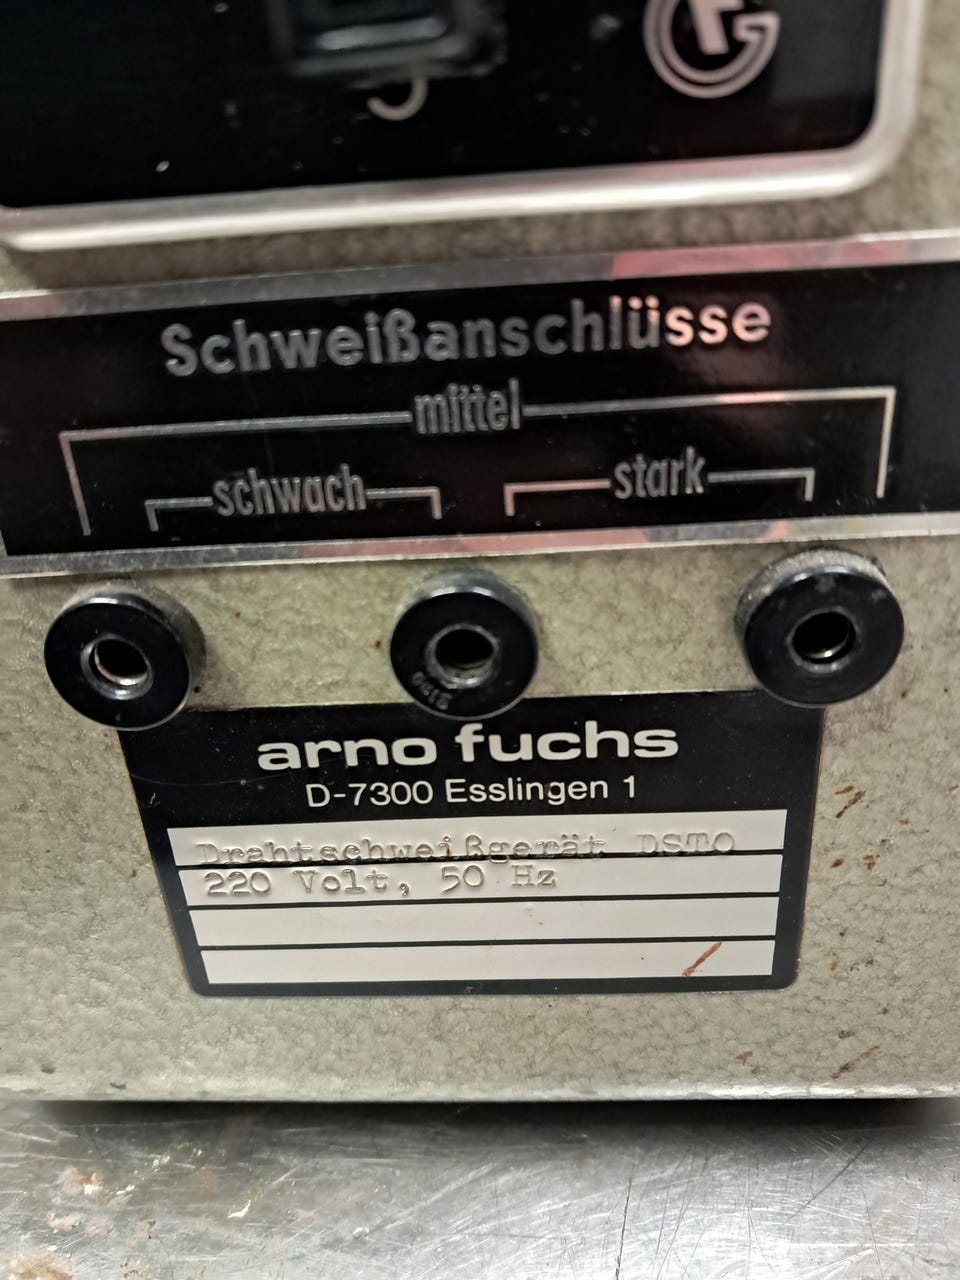 Schweißanschlüsse
mittel
schwach stark
arno fuchs
D-7300 Esslingen 1
Drahtschweißgerät DSTO
220 Volt, 50 Hz